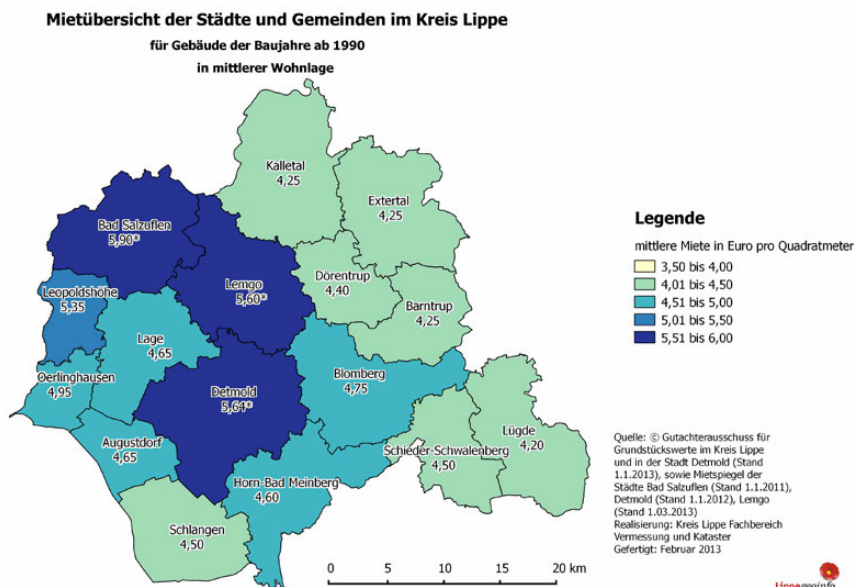 Mietübersicht der Städte und Gemeinden im Kreis Lippe
für Gebäude der Baujahre ab 1990
in mittlerer Wohnlage
Kalletal
4,25
Extertal
4,25
Bad Salzuflen
5,90*
Lemgo
5,60*
Dörentrup
4,40
Barntrup
4,25
Leopoldshöhe
5,35
Lage
4,65
Oerlinghausen
4,95
Detmold
5,64*
Blomberg
4,75
Augustdorf
4,65
Horn-Bad Meinberg
4,60
Schieder-Schwalenberg
4,50
Lügde
4,20
Schlangen
4,50
Legende
mittlere Miete in Euro pro Quadratmeter
3,50 bis 4,00
4,01 bis 4,50
4,51 bis 5,00
5,01 bis 5,50
5,51 bis 6,00
Quelle: © Gutachterausschuss für
Grundstückswerte im Kreis Lippe
und in der Stadt Detmold (Stand
1.1.2013), sowie Mietspiegel der
Städte Bad Salzuflen (Stand 1.1.2011),
Detmold (Stand 1.1.2012), Lemgo
(Stand 1.03.2013)
Realisierung: Kreis Lippe Fachbereich
Vermessung und Kataster
Gefertigt: Februar 2013
0 5 10 20 km
Lippegeoinfo